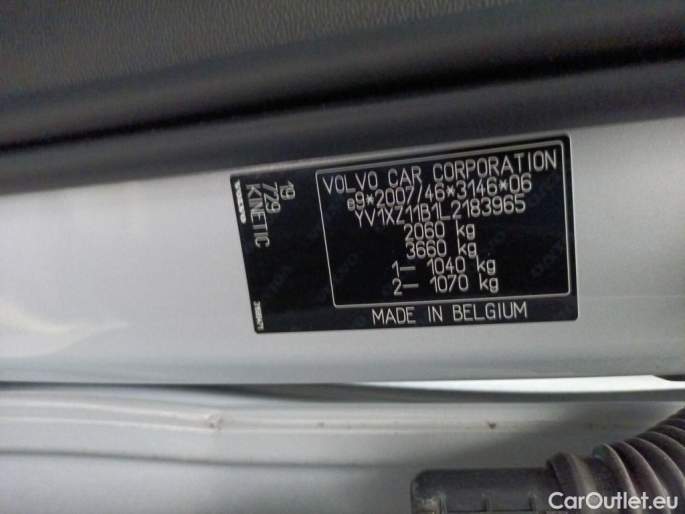 VOLVO CAR CORPORATION
e9*2007/46*3146*06
YV1XZ11B1L2183965
2060 kg
3660 kg
1– 1040 kg
2– 1070 kg
MADE IN BELGIUM
19
729
KINETIC
VOLVO
CarOutlet.eu